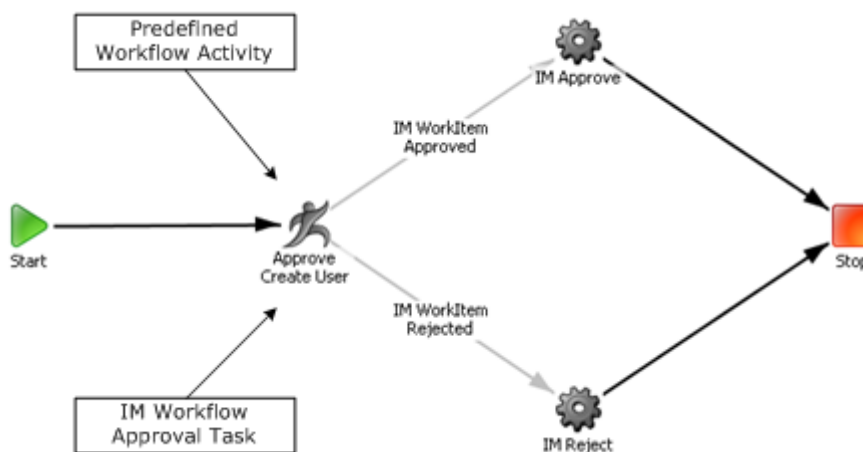 Predefined
Workflow Activity
IM Approve
IM WorkItem
Approved
Start
Approve
Create User
Stop
IM WorkItem
Rejected
IM Workflow
Approval Task
IM Reject